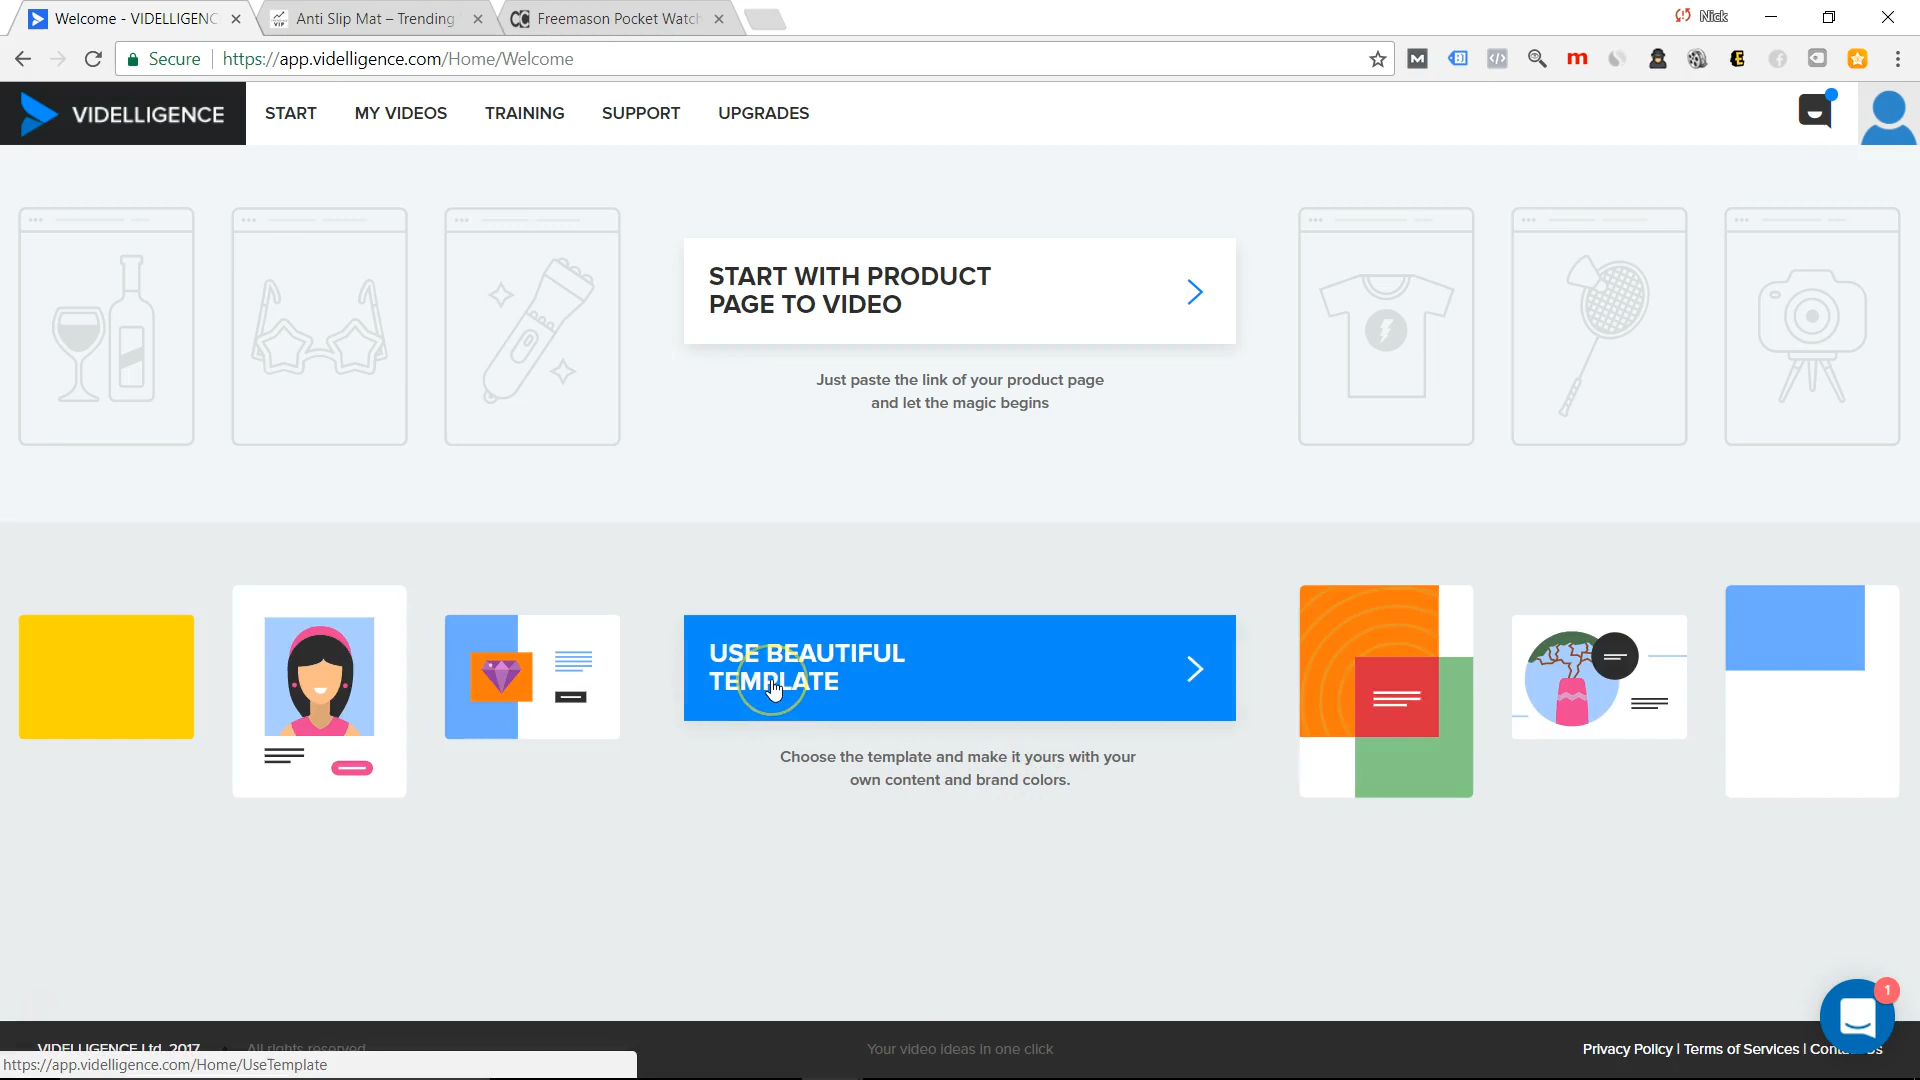 Welcome - VIDELLIGENC
Anti Slip Mat – Trending
Freemason Pocket Watc
Nick
Secure
https://app.videlligence.com/Home/Welcome
VIDELLIGENCE
START
MY VIDEOS
TRAINING
SUPPORT
UPGRADES
START WITH PRODUCT
PAGE TO VIDEO
Just paste the link of your product page
and let the magic begins
USE BEAUTIFUL
TEMPLATE
Choose the template and make it yours with your
own content and brand colors.
1
VIDELLIGENCE Ltd. 2017
All rights reserved
Your video ideas in one click
Privacy Policy | Terms of Services |
https://app.videlligence.com/Home/UseTemplate